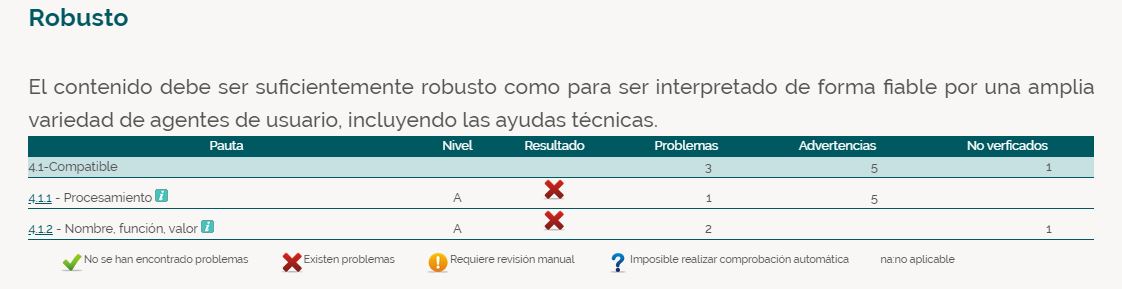 Robusto
El contenido debe ser suficientemente robusto como para ser interpretado de forma fiable por una amplia
variedad de agentes de usuario, incluyendo las ayudas técnicas.
Pauta Nivel Resultado Problemas Advertencias No verficados
4.1-Compatible 3 5 1
4.1.1 - Procesamiento i A 1 5
4.1.2 - Nombre, función, valor i A 2 1
No se han encontrado problemas Existen problemas ! Requiere revisión manual ? Imposible realizar comprobación automática na:no aplicable